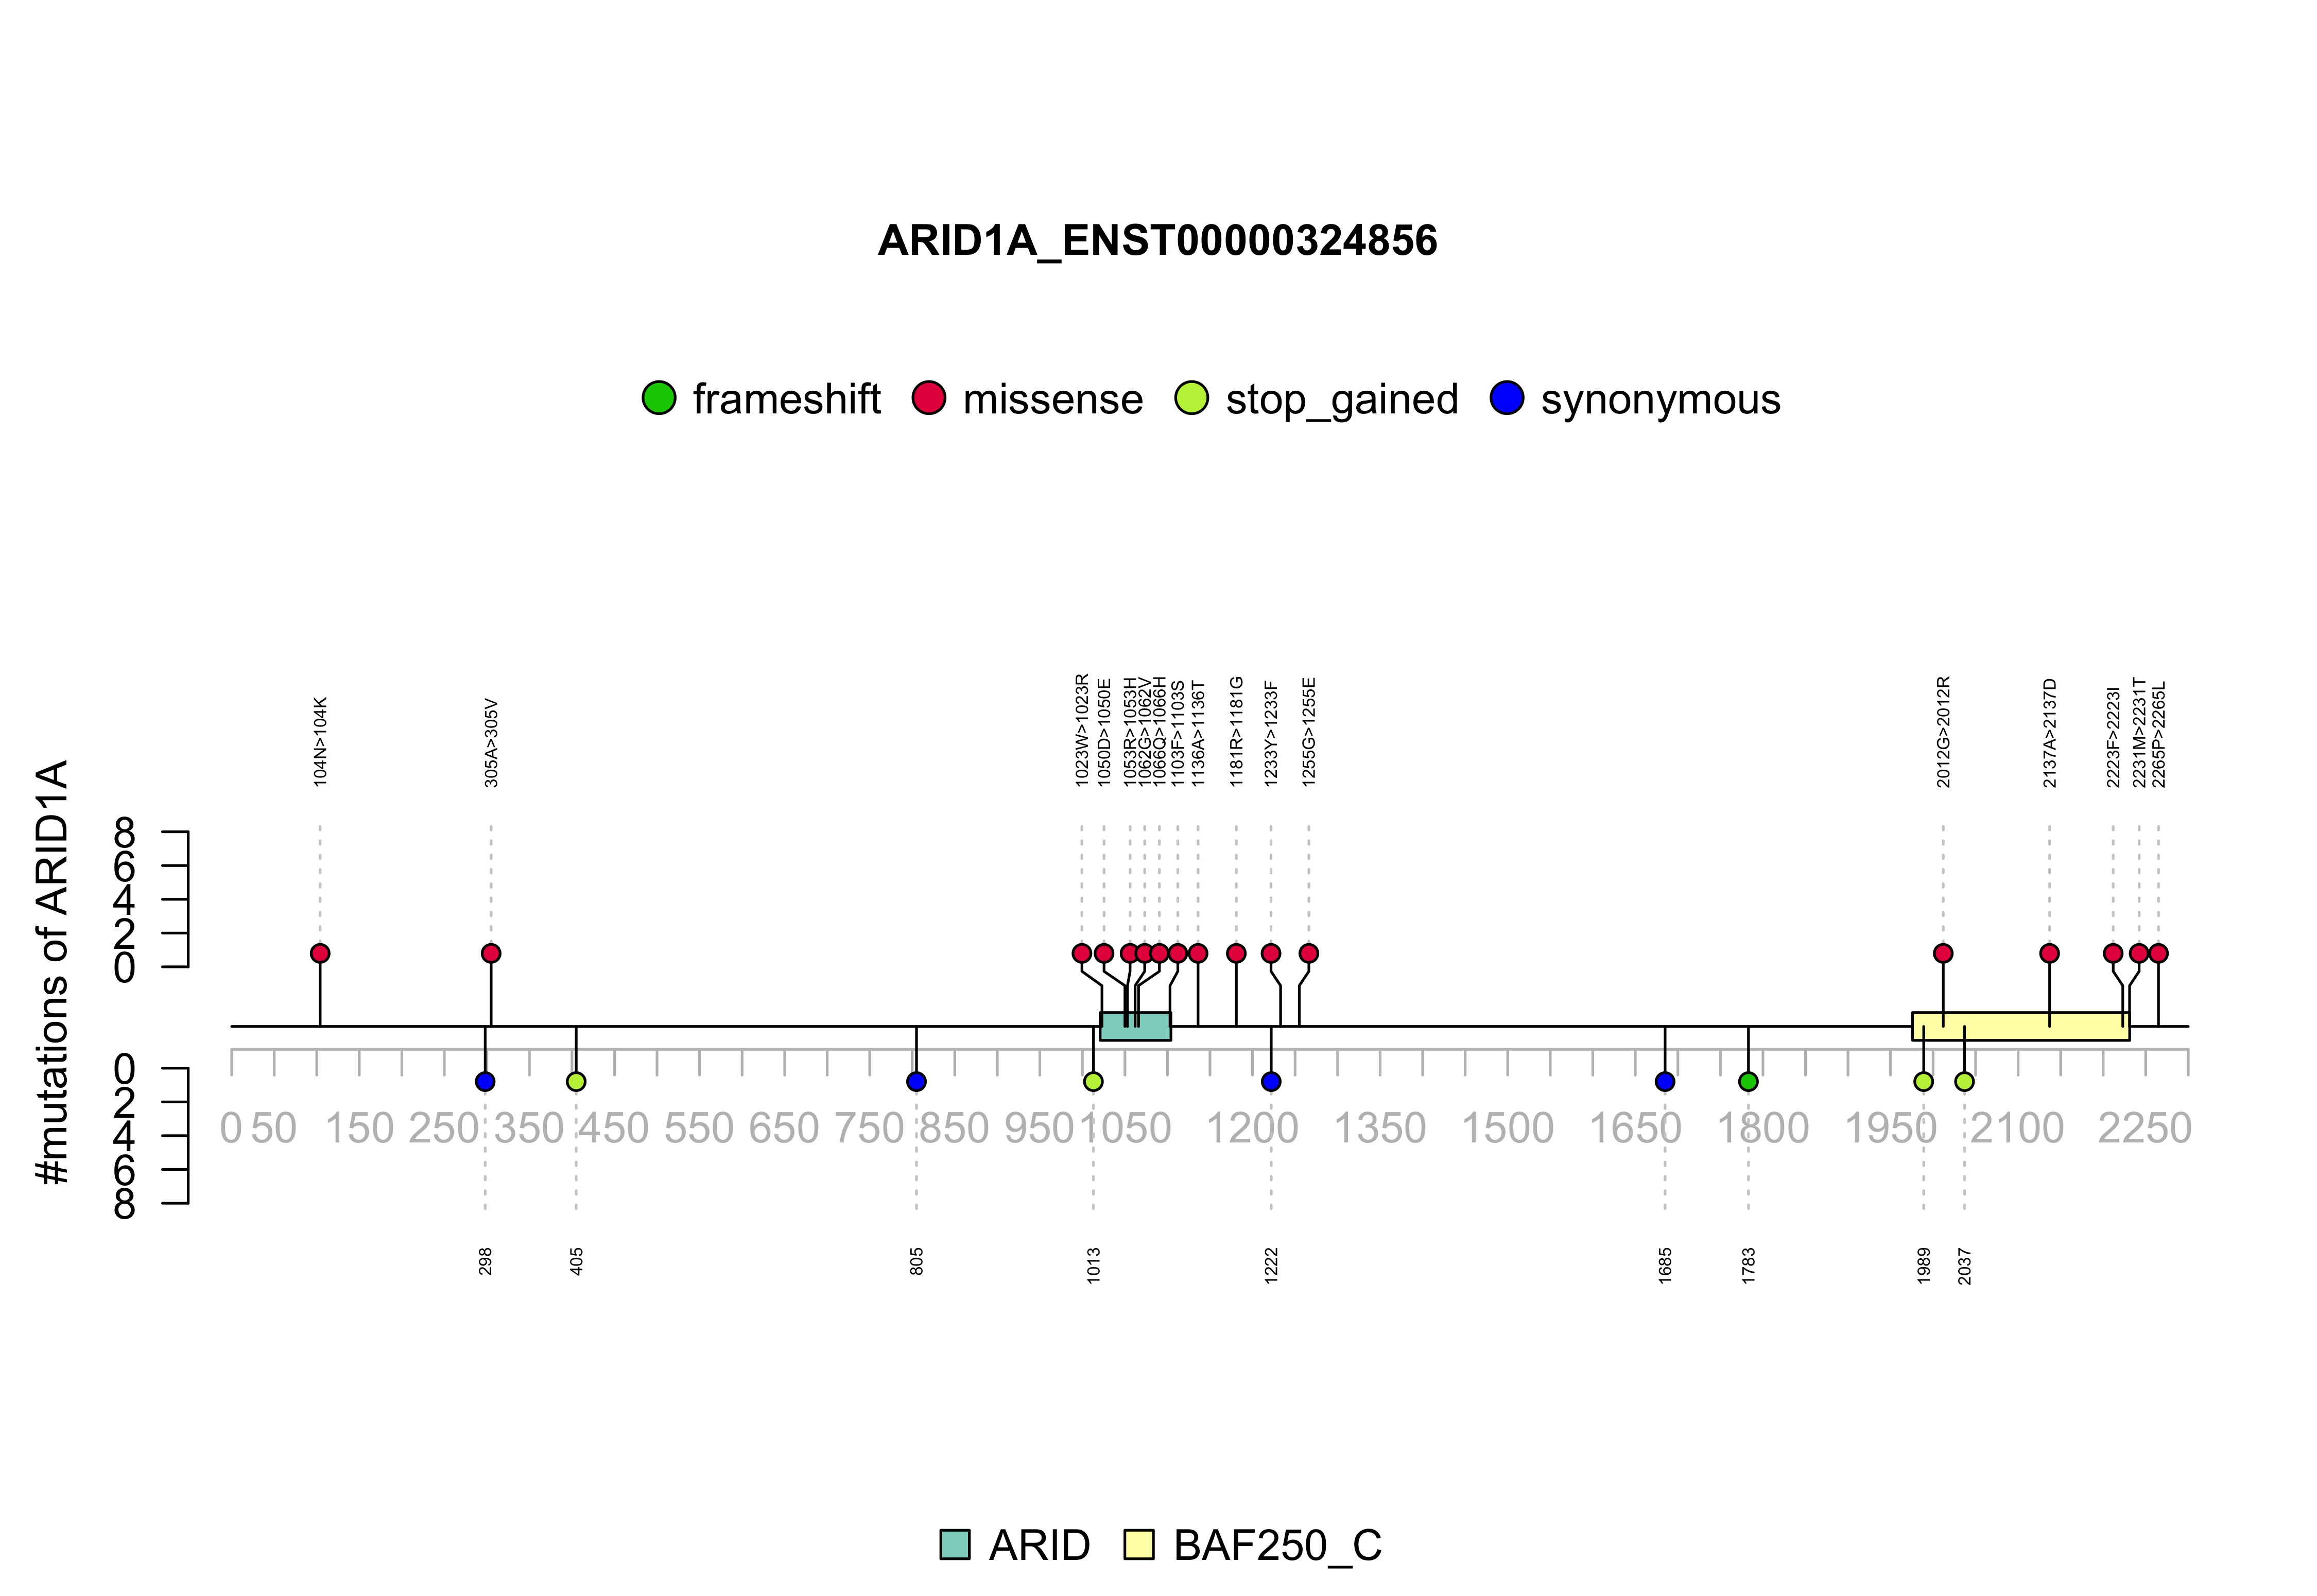 ARID1A_ENST00000324856
frameshift missense stop_gained synonymous
104N>104K
305A>305V
1023W>1023R
1050D>1050E
1053R>1053H
1062G>1062V
1066Q>1066H
1103F>1103S
1136A>1136T
1181R>1181G
1233Y>1233F
1255G>1255E
2012G>2012R
2137A>2137D
2223F>2223I
2231M>2231T
2265P>2265L
#mutations of ARID1A
8
6
4
2
0
0
2
4
6
8
0 50 150 250 350 450 550 650 750 850 950 1050 1200 1350 1500 1650 1800 1950 2100 2250
298
405
805
1013
1222
1685
1783
1989
2037
ARID BAF250_C